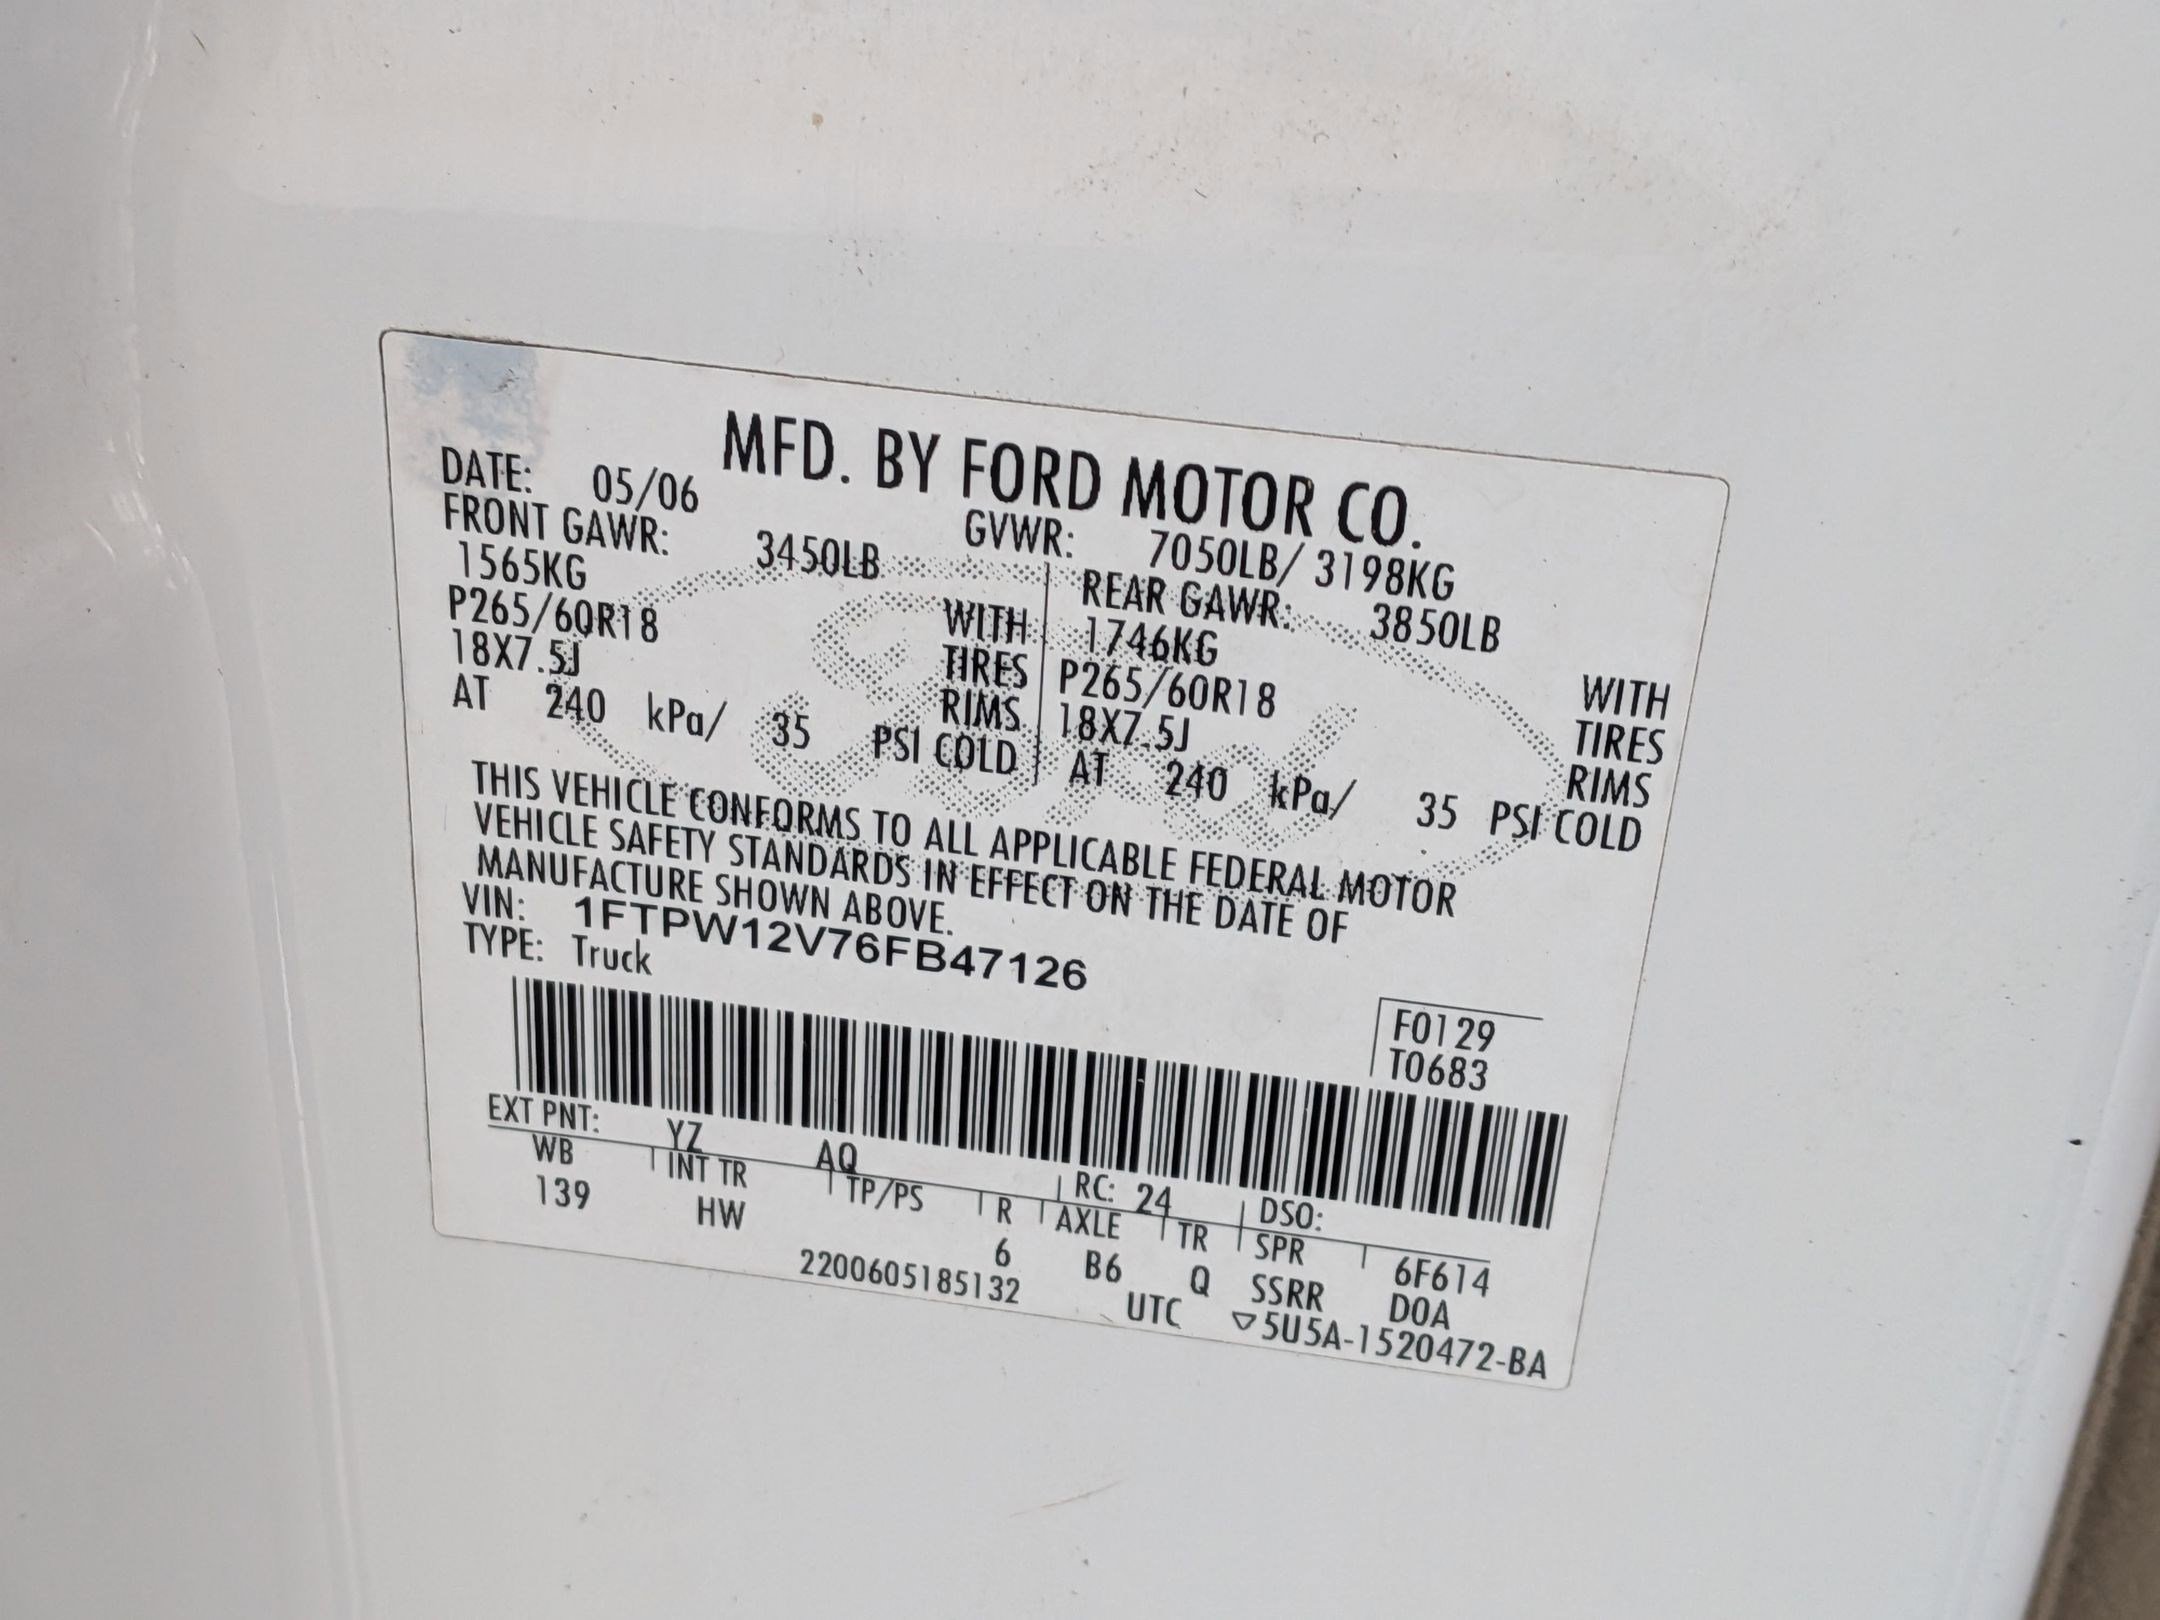 MFD. BY FORD MOTOR CO.
DATE: 05/06 GVWR: 7050LB/ 3198KG
FRONT GAWR: 3450LB REAR GAWR: 3850LB
1565KG WITH 1746KG WITH
P265/60R18 TIRES P265/60R18 TIRES
18X7.5J RIMS 18X7.5J RIMS
AT 240 kPa/ 35 PSI COLD AT 240 kPa/ 35 PSI COLD
THIS VEHICLE CONFORMS TO ALL APPLICABLE FEDERAL MOTOR
VEHICLE SAFETY STANDARDS IN EFFECT ON THE DATE OF
MANUFACTURE SHOWN ABOVE.
VIN: 1FTPW12V76FB47126
TYPE: Truck
F0129
T0683
EXT PNT: YZ AQ RC: 24 DSO:
WB INT TR TP/PS R AXLE TR SPR 6F614
139 HW 6 B6 Q SSRR DOA
2200605185132 UTC ▽5U5A-1520472-BA
Ford